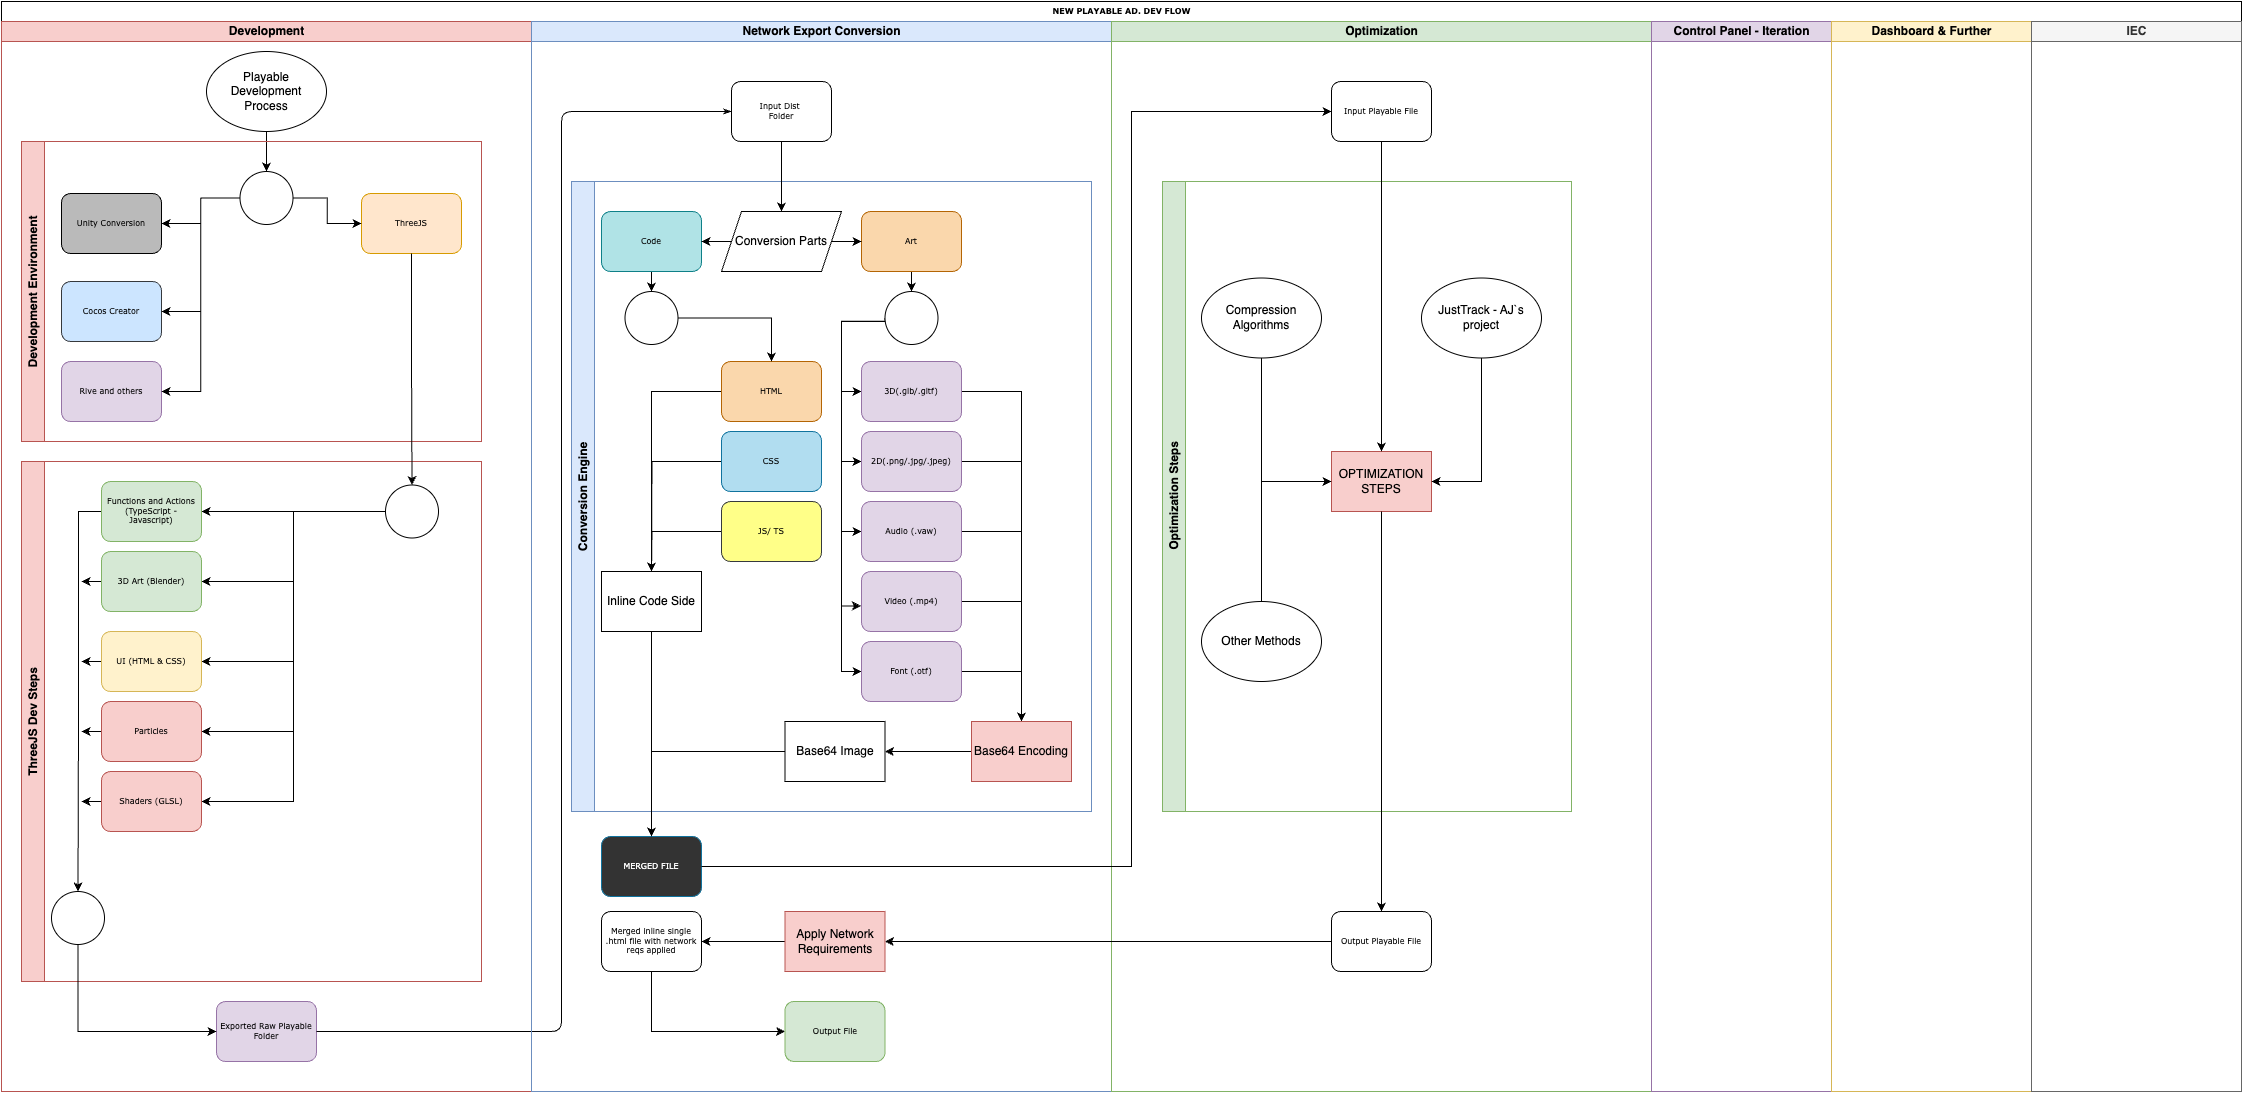 NEW PLAYABLE AD. DEV FLOW
Development
Network Export Conversion
Optimization
Control Panel - Iteration
Dashboard & Further
IEC
Playable
Development
Process
Development Environment
Unity Conversion
ThreeJS
Cocos Creator
Rive and others
ThreeJS Dev Steps
Functions and Actions
(TypeScript -
Javascript)
3D Art (Blender)
UI (HTML & CSS)
Particles
Shaders (GLSL)
Exported Raw Playable
Folder
Input Dist
Folder
Conversion Engine
Code
Conversion Parts
Art
HTML
CSS
JS/ TS
Inline Code Side
3D(.glb/.gltf)
2D(.png/.jpg/.jpeg)
Audio (.vaw)
Video (.mp4)
Font (.otf)
Base64 Image
Base64 Encoding
MERGED FILE
Merged inline single
.html file with network
reqs applied
Apply Network
Requirements
Output File
Input Playable File
Optimization Steps
Compression
Algorithms
JustTrack - AJ`s
project
OPTIMIZATION
STEPS
Other Methods
Output Playable File